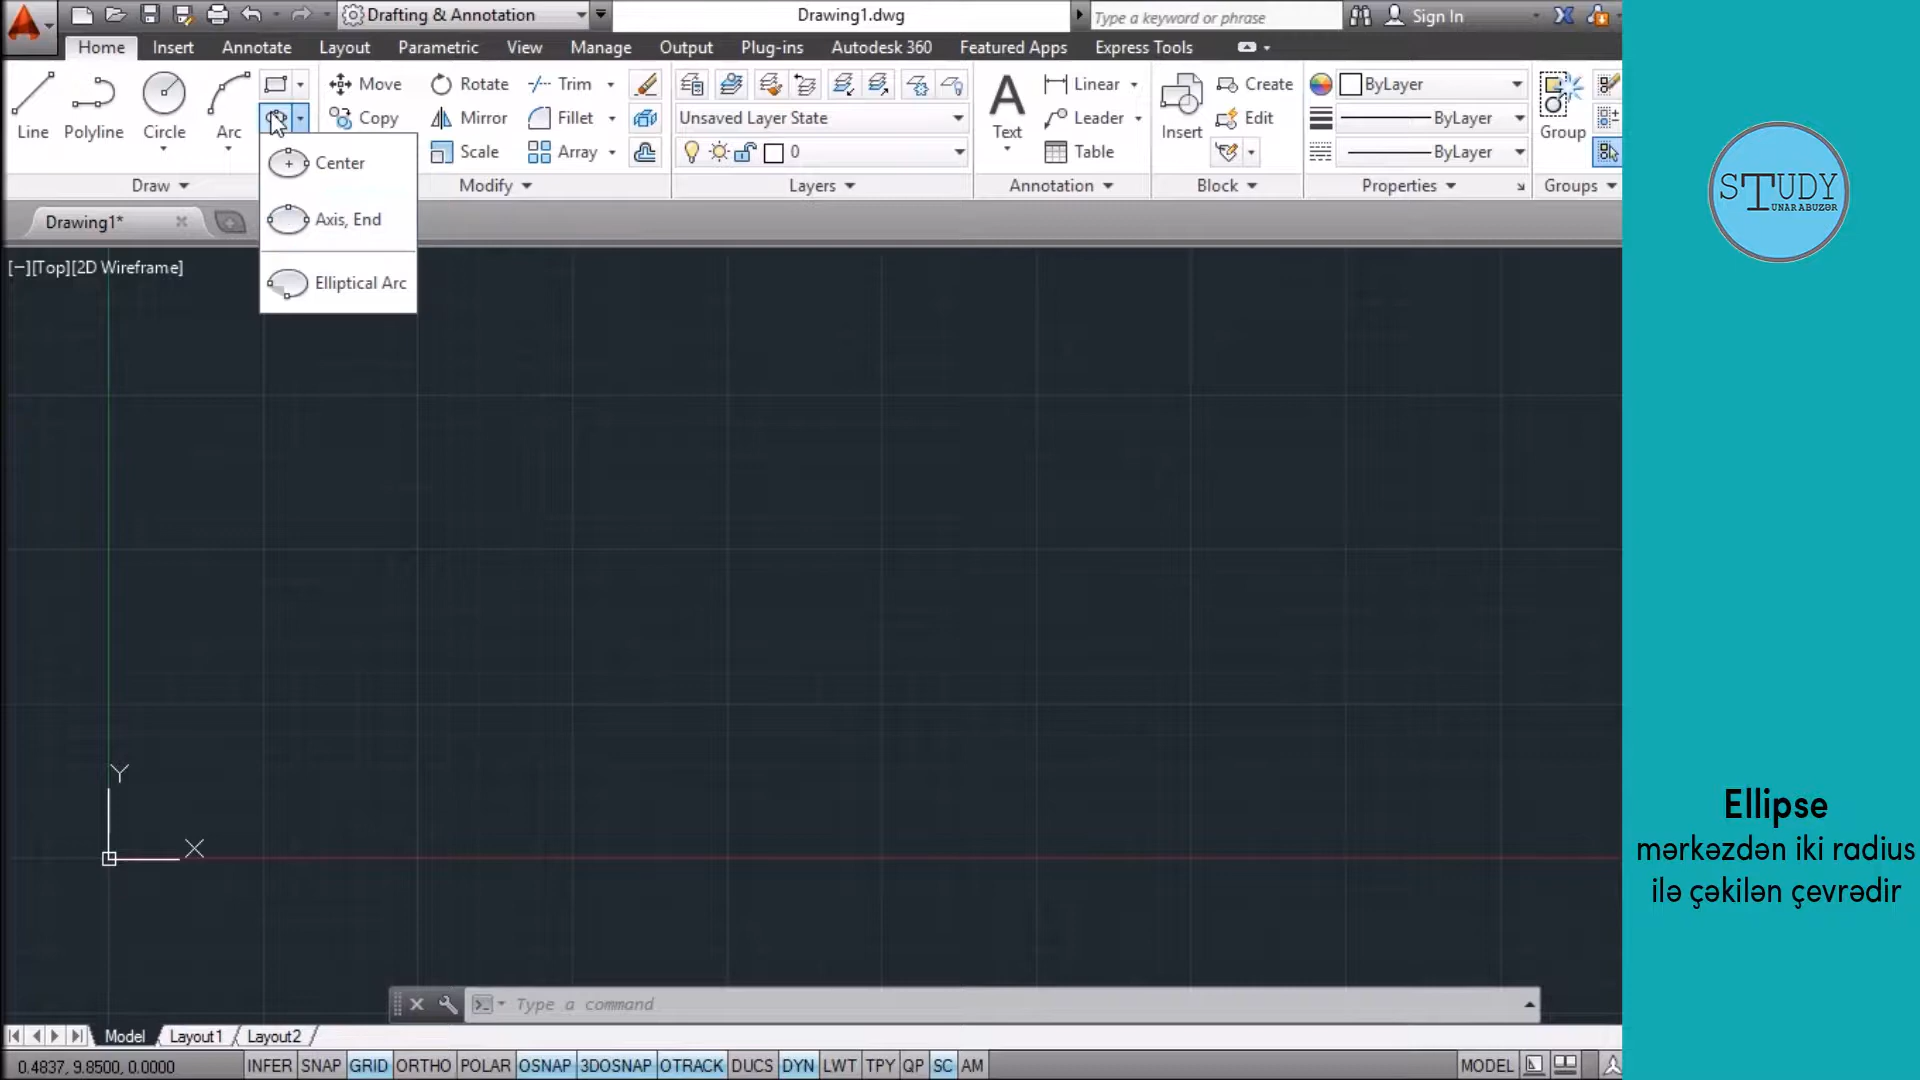 Drafting & Annotation
Drawing1.dwg
Type a keyword or phrase
Sign In
Home
Insert
Annotate
Layout
Parametric
View
Manage
Output
Plug-ins
Autodesk 360
Featured Apps
Express Tools
Line
Polyline
Circle
Arc
Move
Rotate
Trim
Copy
Mirror
Fillet
Scale
Array
Unsaved Layer State
0
Text
Linear
Leader
Table
Insert
Create
Edit
ByLayer
ByLayer
ByLayer
Group
Draw
Modify
Layers
Annotation
Block
Properties
Groups
Center
Axis, End
Elliptical Arc
Drawing1*
[−][Top][2D Wireframe]
Y
X
STUDY
UNAR ABUZƏR
Ellipse
mərkəzdən iki radius
ilə çəkilən çevrədir
Type a command
Model
Layout1
Layout2
0.4837, 9.8500, 0.0000
INFER SNAP GRID ORTHO POLAR OSNAP 3DOSNAP OTRACK DUCS DYN LWT TPY QP SC AM
MODEL